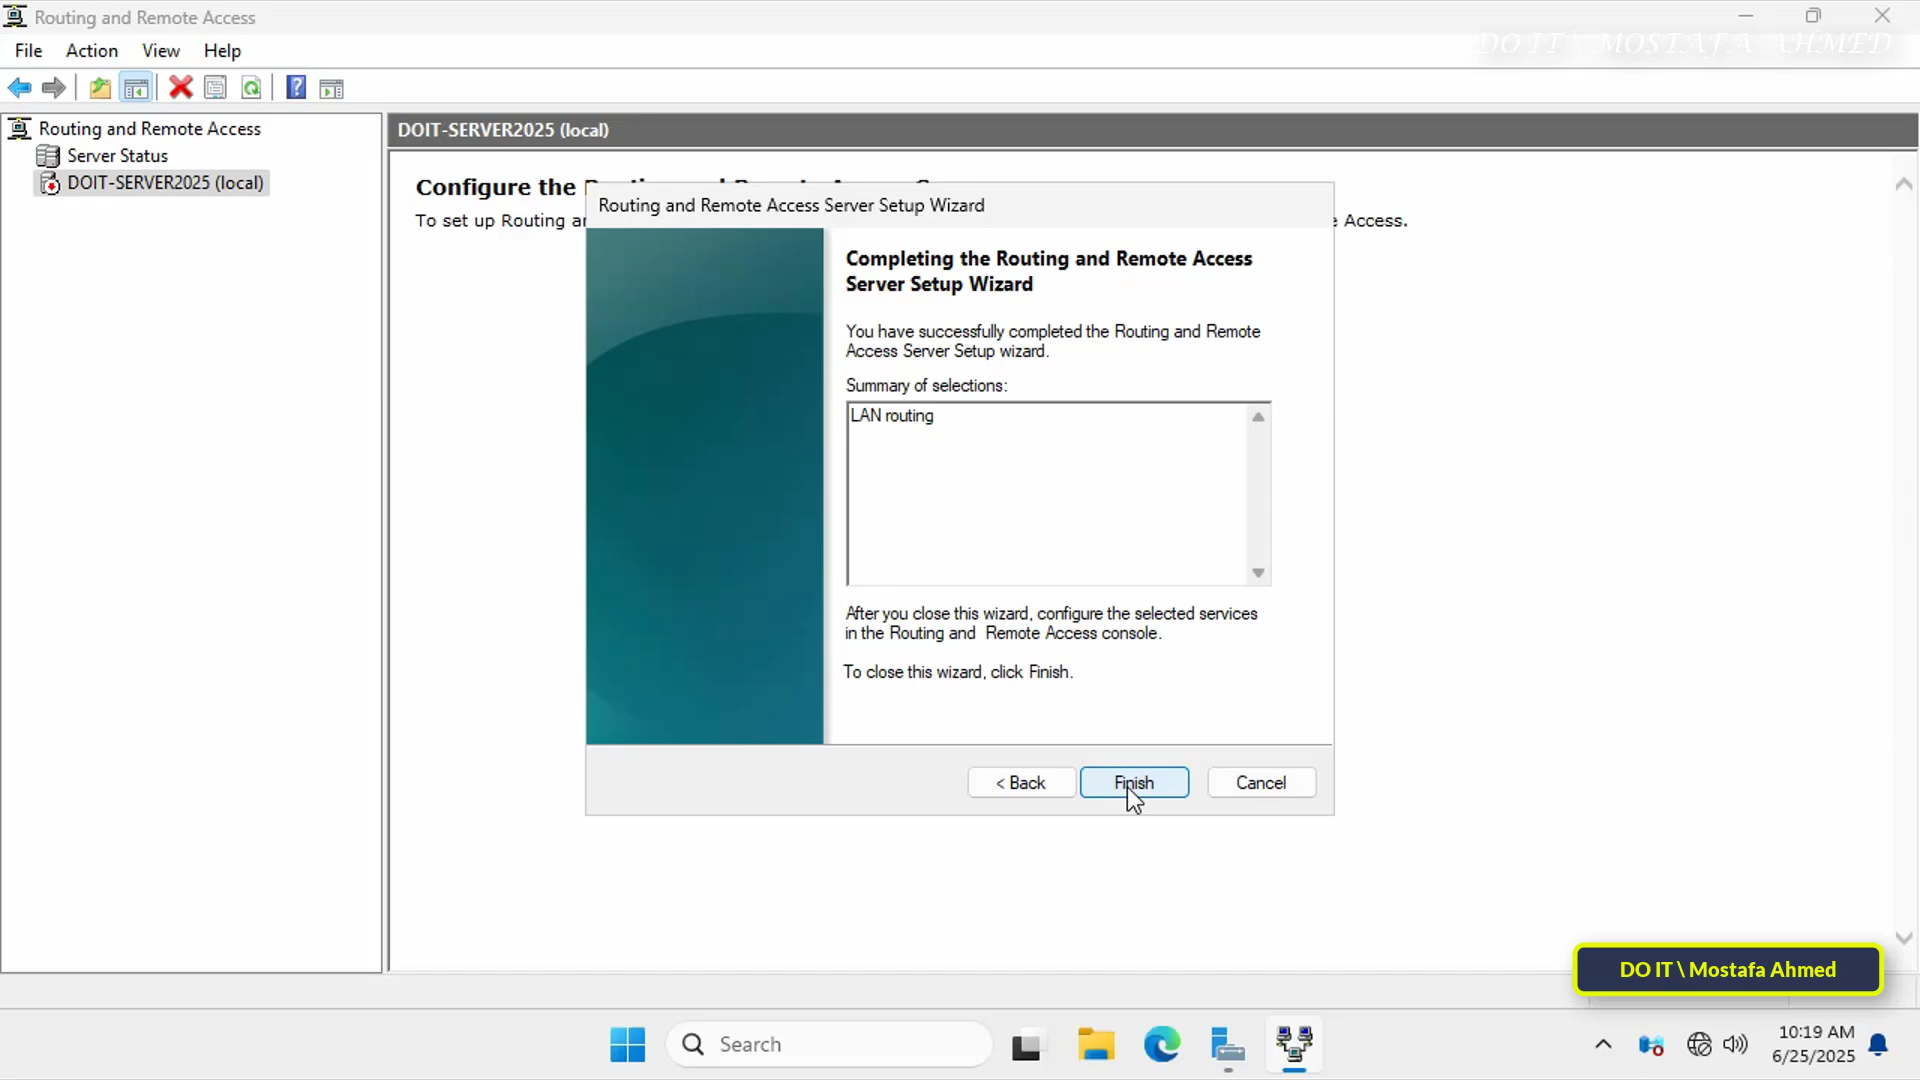 Routing and Remote Access
DO IT \ MOSTAFA AHMED
File Action View Help
Routing and Remote Access
Server Status
DOIT-SERVER2025 (local)
DOIT-SERVER2025 (local)
Configure the
To set up Routing
Access.
Routing and Remote Access Server Setup Wizard
Completing the Routing and Remote Access
Server Setup Wizard
You have successfully completed the Routing and Remote
Access Server Setup wizard.
Summary of selections:
LAN routing
After you close this wizard, configure the selected services
in the Routing and Remote Access console.
To close this wizard, click Finish.
< Back
Finish
Cancel
DO IT \ Mostafa Ahmed
Search
10:19 AM
6/25/2025